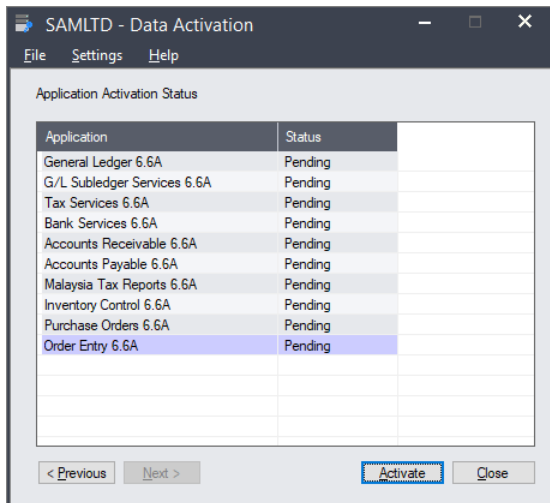 SAMLTD - Data Activation
File Settings Help
Application Activation Status
Application Status
General Ledger 6.6A Pending
G/L Subledger Services 6.6A Pending
Tax Services 6.6A Pending
Bank Services 6.6A Pending
Accounts Receivable 6.6A Pending
Accounts Payable 6.6A Pending
Malaysia Tax Reports 6.6A Pending
Inventory Control 6.6A Pending
Purchase Orders 6.6A Pending
Order Entry 6.6A Pending
< Previous Next > Activate Close